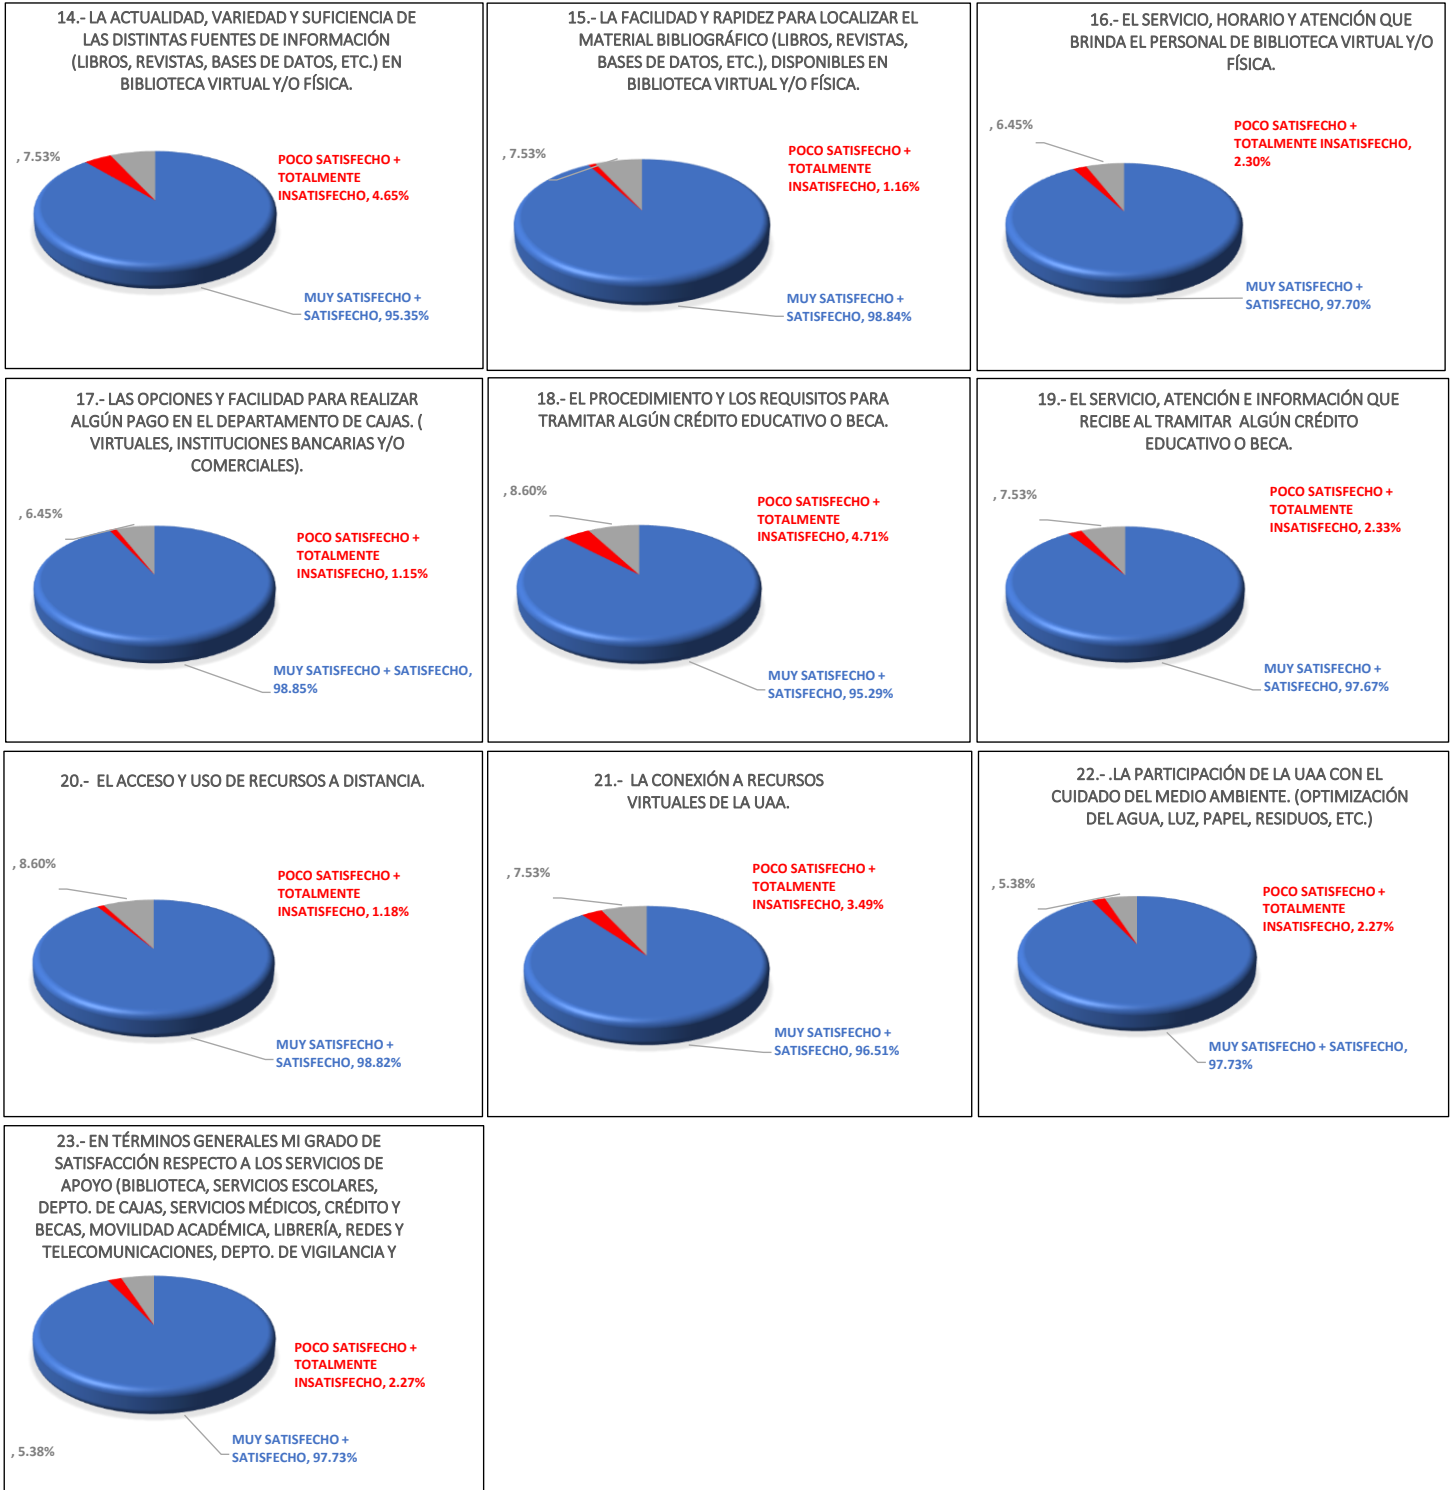 14.- LA ACTUALIDAD, VARIEDAD Y SUFICIENCIA DE
LAS DISTINTAS FUENTES DE INFORMACIÓN
(LIBROS, REVISTAS, BASES DE DATOS, ETC.) EN
BIBLIOTECA VIRTUAL Y/O FÍSICA.
, 7.53%
POCO SATISFECHO +
TOTALMENTE
INSATISFECHO, 4.65%
MUY SATISFECHO +
SATISFECHO, 95.35%
15.- LA FACILIDAD Y RAPIDEZ PARA LOCALIZAR EL
MATERIAL BIBLIOGRÁFICO (LIBROS, REVISTAS,
BASES DE DATOS, ETC.), DISPONIBLES EN
BIBLIOTECA VIRTUAL Y/O FÍSICA.
, 7.53%
POCO SATISFECHO +
TOTALMENTE
INSATISFECHO, 1.16%
MUY SATISFECHO +
SATISFECHO, 98.84%
16.- EL SERVICIO, HORARIO Y ATENCIÓN QUE
BRINDA EL PERSONAL DE BIBLIOTECA VIRTUAL Y/O
FÍSICA.
, 6.45%
POCO SATISFECHO +
TOTALMENTE INSATISFECHO,
2.30%
MUY SATISFECHO +
SATISFECHO, 97.70%
17.- LAS OPCIONES Y FACILIDAD PARA REALIZAR
ALGÚN PAGO EN EL DEPARTAMENTO DE CAJAS. (
VIRTUALES, INSTITUCIONES BANCARIAS Y/O
COMERCIALES).
, 6.45%
POCO SATISFECHO +
TOTALMENTE
INSATISFECHO, 1.15%
MUY SATISFECHO + SATISFECHO,
98.85%
18.- EL PROCEDIMIENTO Y LOS REQUISITOS PARA
TRAMITAR ALGÚN CRÉDITO EDUCATIVO O BECA.
, 8.60%
POCO SATISFECHO +
TOTALMENTE
INSATISFECHO, 4.71%
MUY SATISFECHO +
SATISFECHO, 95.29%
19.- EL SERVICIO, ATENCIÓN E INFORMACIÓN QUE
RECIBE AL TRAMITAR ALGÚN CRÉDITO
EDUCATIVO O BECA.
, 7.53%
POCO SATISFECHO +
TOTALMENTE
INSATISFECHO, 2.33%
MUY SATISFECHO +
SATISFECHO, 97.67%
20.- EL ACCESO Y USO DE RECURSOS A DISTANCIA.
, 8.60%
POCO SATISFECHO +
TOTALMENTE
INSATISFECHO, 1.18%
MUY SATISFECHO +
SATISFECHO, 98.82%
21.- LA CONEXIÓN A RECURSOS
VIRTUALES DE LA UAA.
, 7.53%
POCO SATISFECHO +
TOTALMENTE
INSATISFECHO, 3.49%
MUY SATISFECHO +
SATISFECHO, 96.51%
22.- .LA PARTICIPACIÓN DE LA UAA CON EL
CUIDADO DEL MEDIO AMBIENTE. (OPTIMIZACIÓN
DEL AGUA, LUZ, PAPEL, RESIDUOS, ETC.)
, 5.38%
POCO SATISFECHO +
TOTALMENTE
INSATISFECHO, 2.27%
MUY SATISFECHO + SATISFECHO,
97.73%
23.- EN TÉRMINOS GENERALES MI GRADO DE
SATISFACCIÓN RESPECTO A LOS SERVICIOS DE
APOYO (BIBLIOTECA, SERVICIOS ESCOLARES,
DEPTO. DE CAJAS, SERVICIOS MÉDICOS, CRÉDITO Y
BECAS, MOVILIDAD ACADÉMICA, LIBRERÍA, REDES Y
TELECOMUNICACIONES, DEPTO. DE VIGILANCIA Y
POCO SATISFECHO +
TOTALMENTE
INSATISFECHO, 2.27%
MUY SATISFECHO +
SATISFECHO, 97.73%
, 5.38%